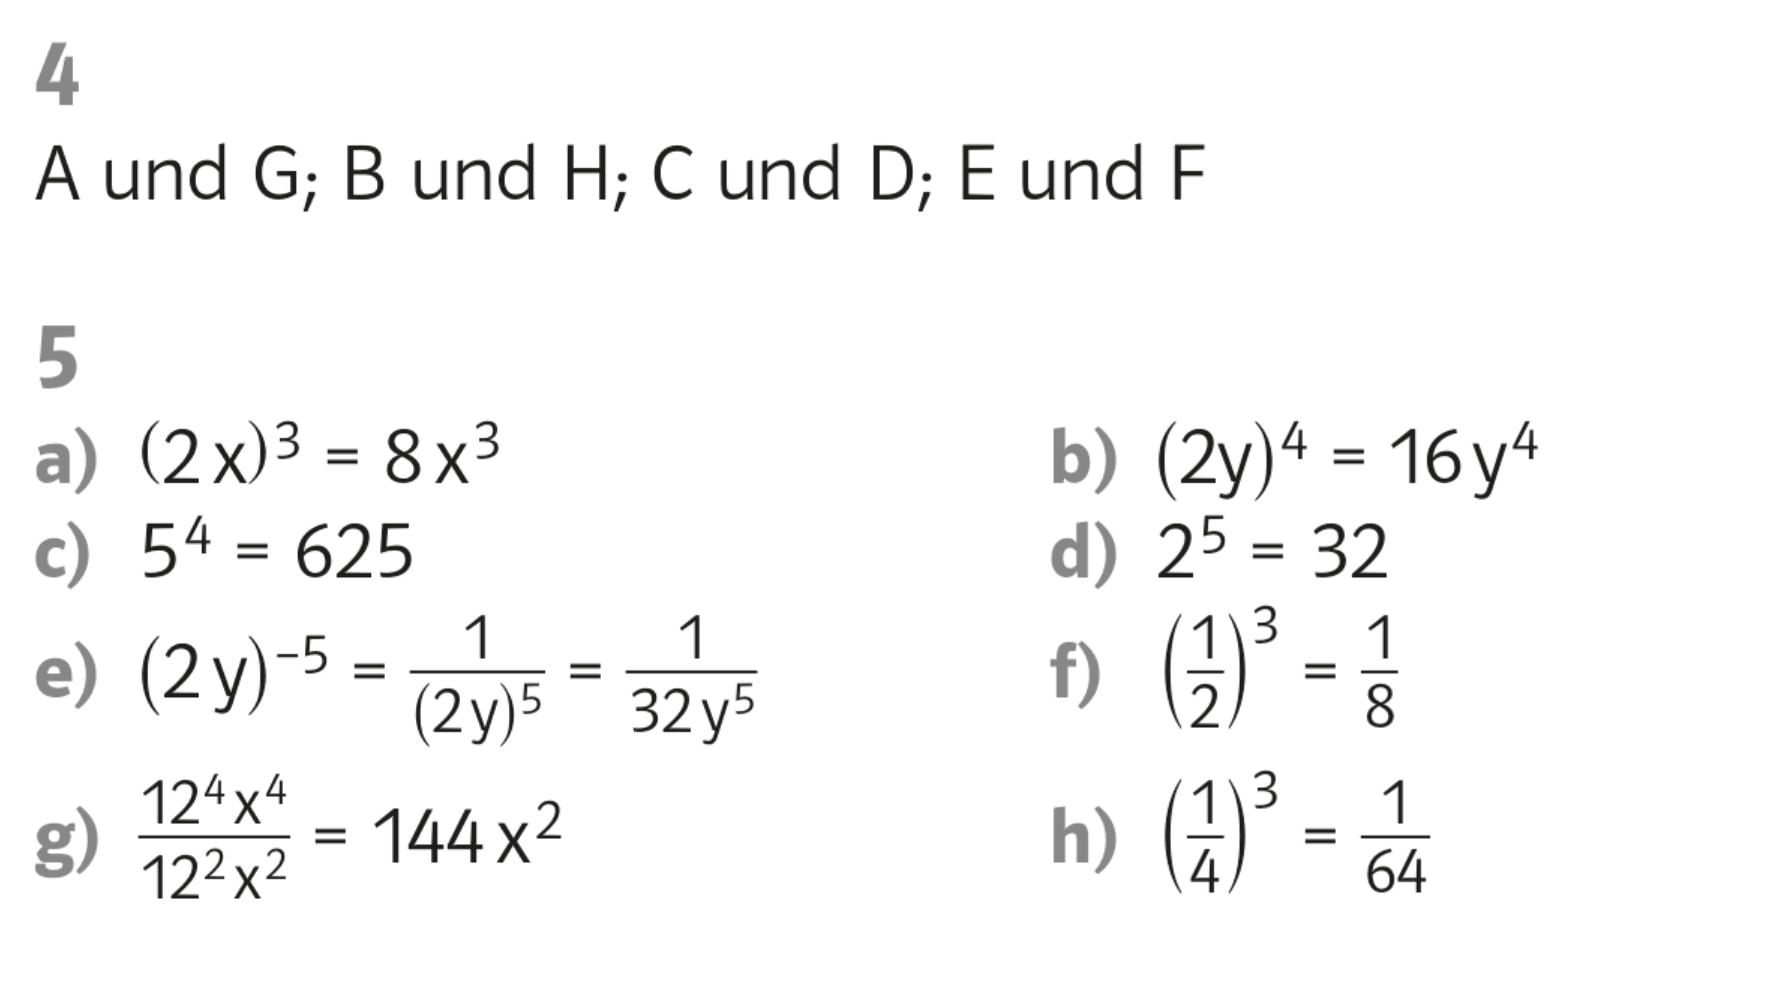 4
A und G; B und H; C und D; E und F
5
a) (2x)³ = 8x³ b) (2y)⁴ = 16y⁴
c) 5⁴ = 625 d) 2⁵ = 32
e) (2y)⁻⁵ = 1/(2y)⁵ = 1/32y⁵ f) (1/2)³ = 1/8
g) 12⁴x⁴/12²x² = 144x² h) (1/4)³ = 1/64